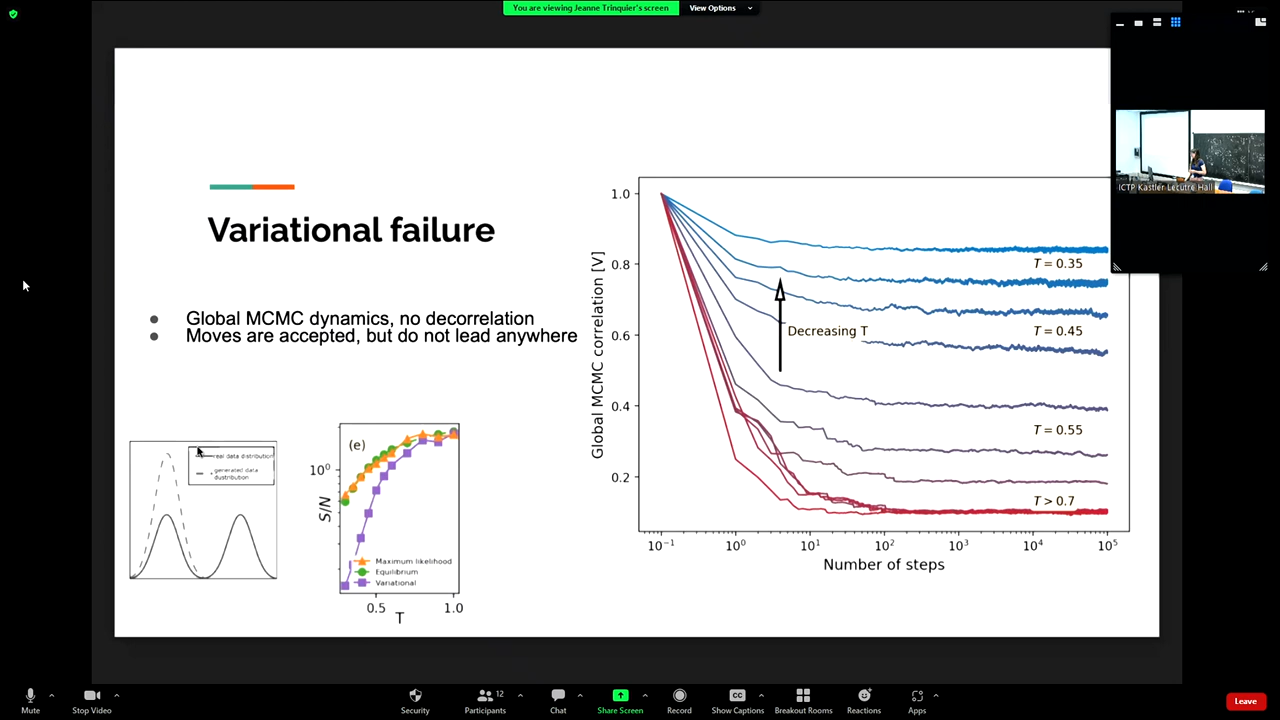 You are viewing Jeanne Trinquier's screen
View Options
ICTP Kastler Lecutre Hall
Variational failure
Global MCMC dynamics, no decorrelation
Moves are accepted, but do not lead anywhere
real data distribution
generated data
dustribution
(e)
10⁰
S/N
Maximum likelihood
Equilibrium
Variational
0.5
1.0
T
Global MCMC correlation [V]
1.0
0.8
0.6
0.4
0.2
T = 0.35
T = 0.45
Decreasing T
T = 0.55
T > 0.7
10⁻¹
10⁰
10¹
10²
10³
10⁴
10⁵
Number of steps
Mute
Stop Video
Security
Participants
12
Chat
Share Screen
Record
Show Captions
Breakout Rooms
Reactions
Apps
Leave